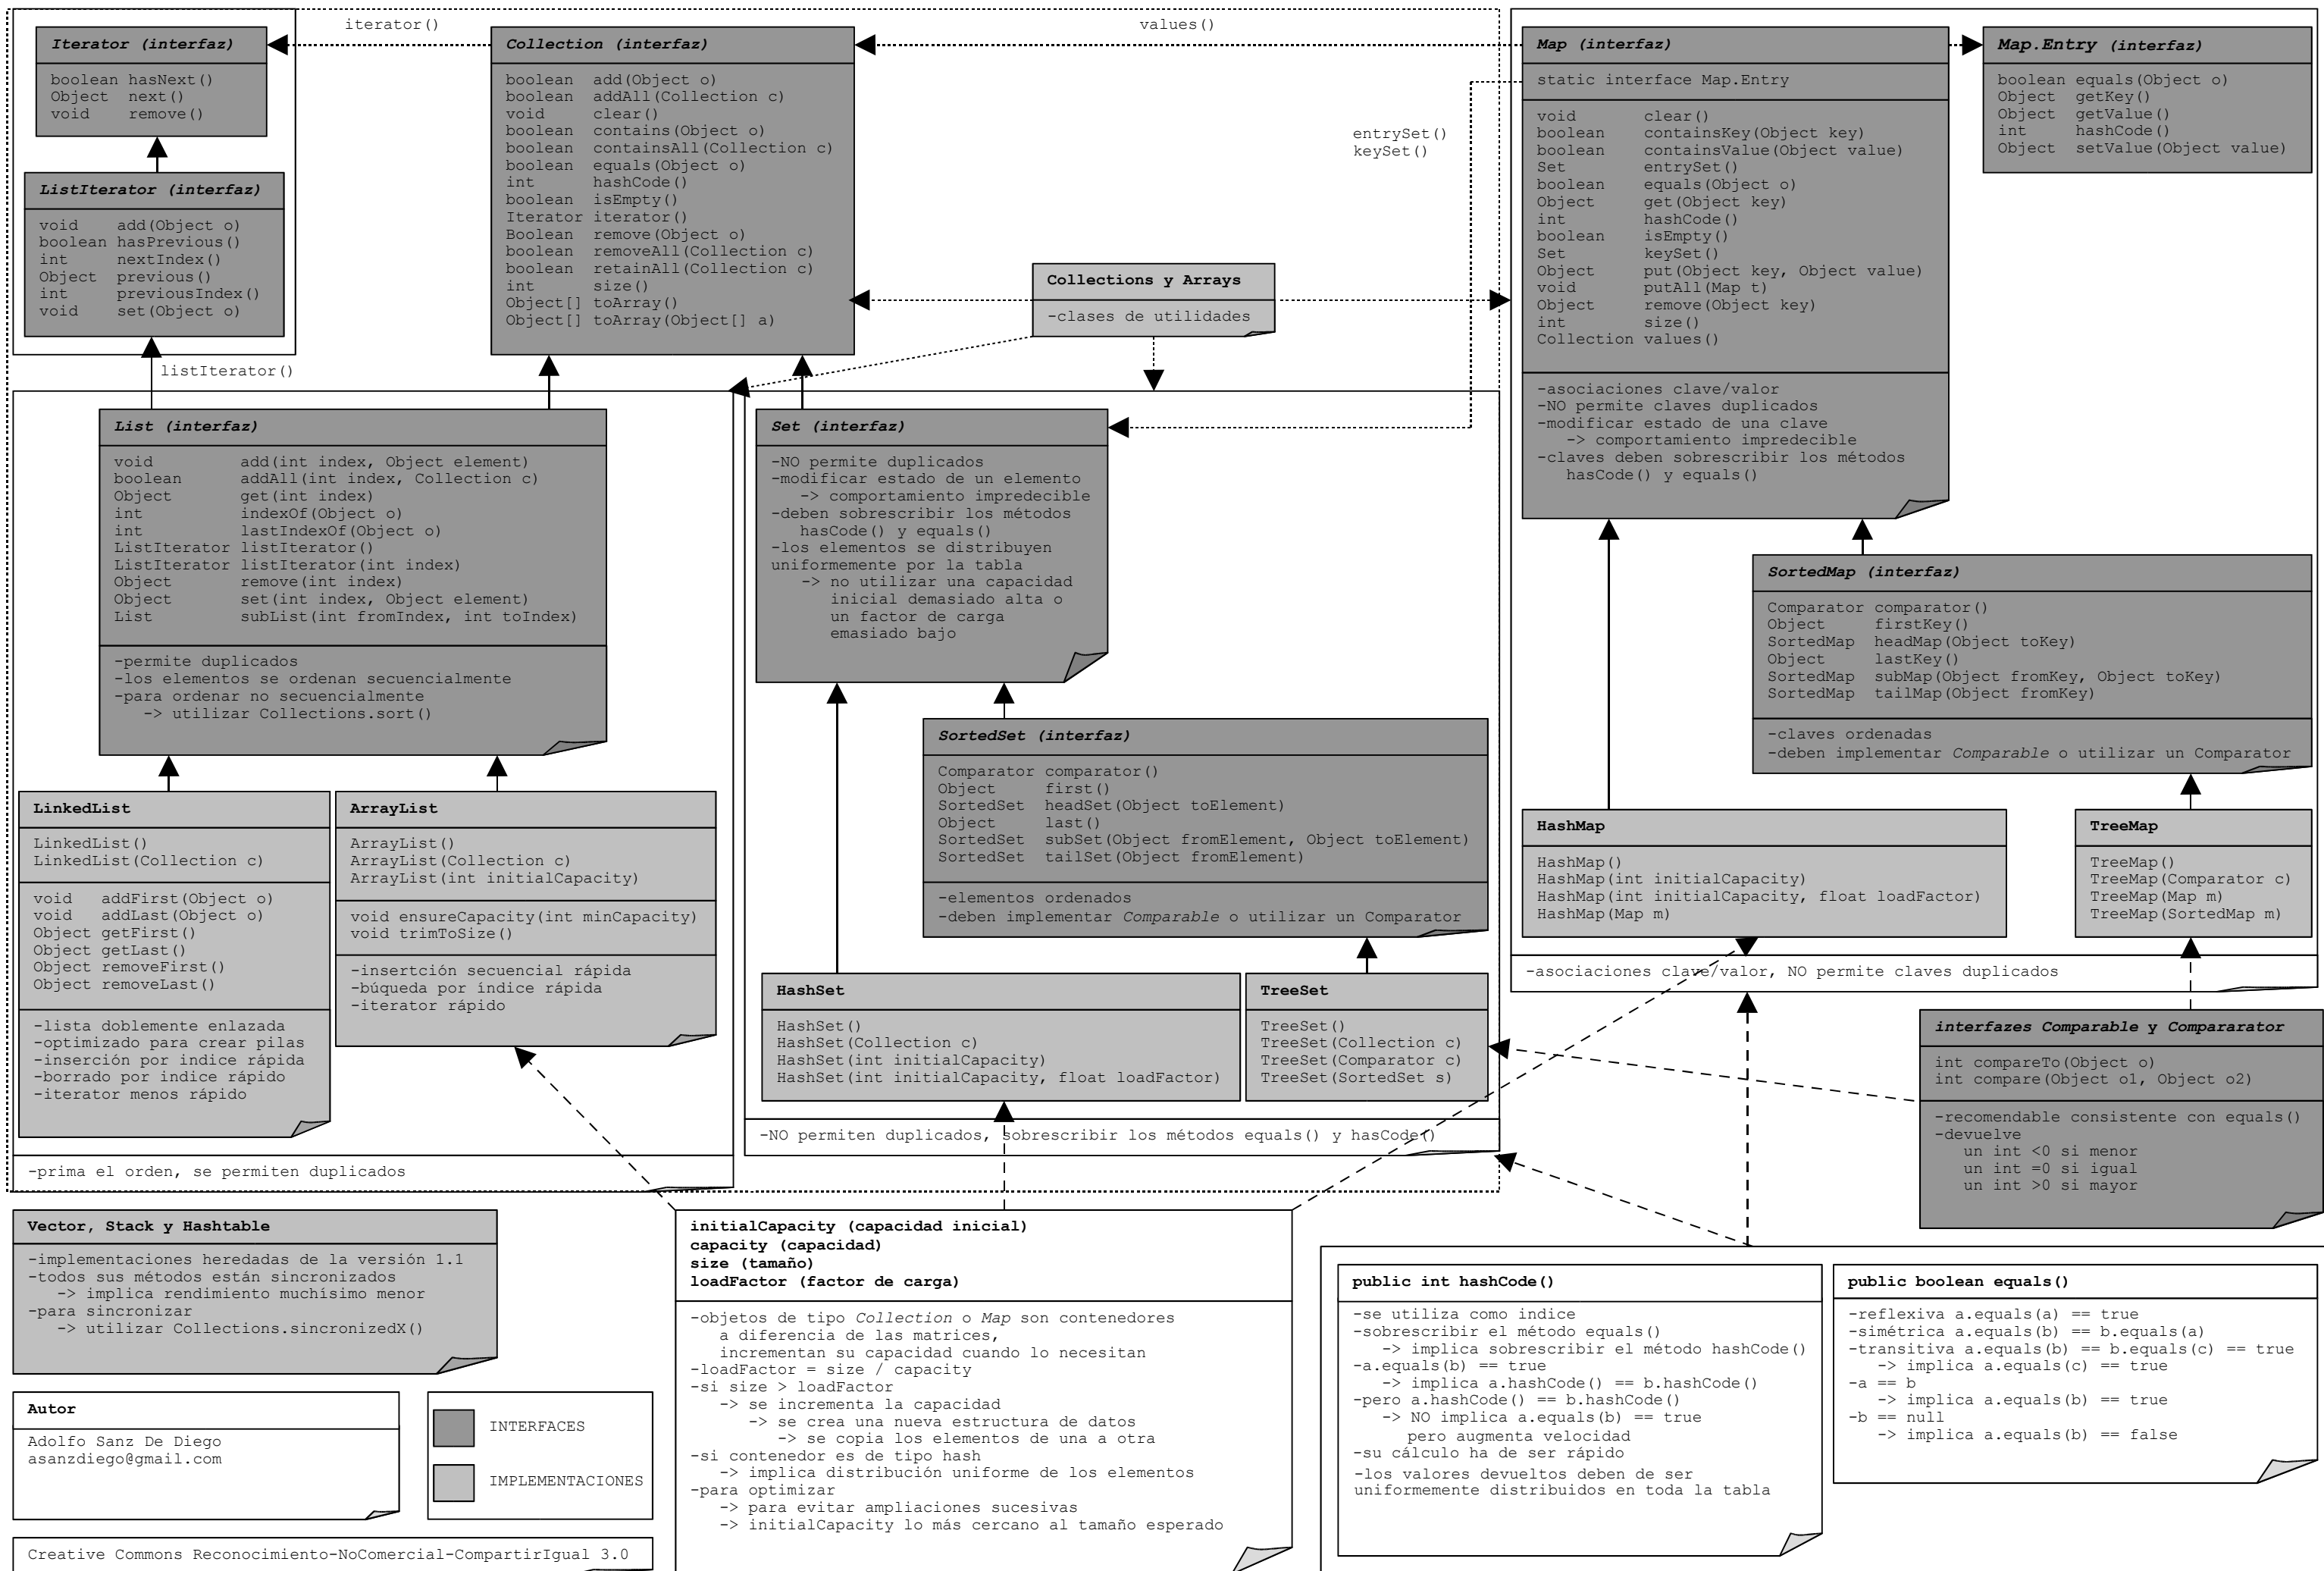 iterator()
values()
Iterator (interfaz)
boolean hasNext()
Object  next()
void    remove()
ListIterator (interfaz)
void    add(Object o)
boolean hasPrevious()
int     nextIndex()
Object  previous()
int     previousIndex()
void    set(Object o)
listIterator()
Collection (interfaz)
boolean  add(Object o)
boolean  addAll(Collection c)
void     clear()
boolean  contains(Object o)
boolean  containsAll(Collection c)
boolean  equals(Object o)
int      hashCode()
boolean  isEmpty()
Iterator iterator()
Boolean  remove(Object o)
boolean  removeAll(Collection c)
boolean  retainAll(Collection c)
int      size()
Object[] toArray()
Object[] toArray(Object[] a)
Collections y Arrays
-clases de utilidades
entrySet()
keySet()
Map (interfaz)
static interface Map.Entry
void       clear()
boolean    containsKey(Object key)
boolean    containsValue(Object value)
Set        entrySet()
boolean    equals(Object o)
Object     get(Object key)
int        hashCode()
boolean    isEmpty()
Set        keySet()
Object     put(Object key, Object value)
void       putAll(Map t)
Object     remove(Object key)
int        size()
Collection values()
-asociaciones clave/valor
-NO permite claves duplicados
-modificar estado de una clave
-> comportamiento impredecible
-claves deben sobrescribir los métodos
hasCode() y equals()
Map.Entry (interfaz)
boolean equals(Object o)
Object  getKey()
Object  getValue()
int     hashCode()
Object  setValue(Object value)
List (interfaz)
void         add(int index, Object element)
boolean      addAll(int index, Collection c)
Object       get(int index)
int          indexOf(Object o)
int          lastIndexOf(Object o)
ListIterator listIterator()
ListIterator listIterator(int index)
Object       remove(int index)
Object       set(int index, Object element)
List         subList(int fromIndex, int toIndex)
-permite duplicados
-los elementos se ordenan secuencialmente
-para ordenar no secuencialmente
-> utilizar Collections.sort()
LinkedList
LinkedList()
LinkedList(Collection c)
void   addFirst(Object o)
void   addLast(Object o)
Object getFirst()
Object getLast()
Object removeFirst()
Object removeLast()
-lista doblemente enlazada
-optimizado para crear pilas
-inserción por indice rápida
-borrado por indice rápido
-iterator menos rápido
ArrayList
ArrayList()
ArrayList(Collection c)
ArrayList(int initialCapacity)
void ensureCapacity(int minCapacity)
void trimToSize()
-insertción secuencial rápida
-búqueda por índice rápida
-iterator rápido
-prima el orden, se permiten duplicados
Set (interfaz)
-NO permite duplicados
-modificar estado de un elemento
-> comportamiento impredecible
-deben sobrescribir los métodos
hasCode() y equals()
-los elementos se distribuyen
uniformemente por la tabla
-> no utilizar una capacidad
inicial demasiado alta o
un factor de carga
emasiado bajo
SortedSet (interfaz)
Comparator comparator()
Object     first()
SortedSet  headSet(Object toElement)
Object     last()
SortedSet  subSet(Object fromElement, Object toElement)
SortedSet  tailSet(Object fromElement)
-elementos ordenados
-deben implementar Comparable o utilizar un Comparator
HashSet
HashSet()
HashSet(Collection c)
HashSet(int initialCapacity)
HashSet(int initialCapacity, float loadFactor)
TreeSet
TreeSet()
TreeSet(Collection c)
TreeSet(Comparator c)
TreeSet(SortedSet s)
-NO permiten duplicados, sobrescribir los métodos equals() y hasCode()
SortedMap (interfaz)
Comparator comparator()
Object     firstKey()
SortedMap  headMap(Object toKey)
Object     lastKey()
SortedMap  subMap(Object fromKey, Object toKey)
SortedMap  tailMap(Object fromKey)
-claves ordenadas
-deben implementar Comparable o utilizar un Comparator
HashMap
HashMap()
HashMap(int initialCapacity)
HashMap(int initialCapacity, float loadFactor)
HashMap(Map m)
TreeMap
TreeMap()
TreeMap(Comparator c)
TreeMap(Map m)
TreeMap(SortedMap m)
-asociaciones clave/valor, NO permite claves duplicados
interfazes Comparable y Compararator
int compareTo(Object o)
int compare(Object o1, Object o2)
-recomendable consistente con equals()
-devuelve
un int <0 si menor
un int =0 si igual
un int >0 si mayor
Vector, Stack y Hashtable
-implementaciones heredadas de la versión 1.1
-todos sus métodos están sincronizados
-> implica rendimiento muchísimo menor
-para sincronizar
-> utilizar Collections.sincronizedX()
Autor
Adolfo Sanz De Diego
asanzdiego@gmail.com
INTERFACES
IMPLEMENTACIONES
Creative Commons Reconocimiento-NoComercial-CompartirIgual 3.0
initialCapacity (capacidad inicial)
capacity (capacidad)
size (tamaño)
loadFactor (factor de carga)
-objetos de tipo Collection o Map son contenedores
a diferencia de las matrices,
incrementan su capacidad cuando lo necesitan
-loadFactor = size / capacity
-si size > loadFactor
-> se incrementa la capacidad
-> se crea una nueva estructura de datos
-> se copia los elementos de una a otra
-si contenedor es de tipo hash
-> implica distribución uniforme de los elementos
-para optimizar
-> para evitar ampliaciones sucesivas
-> initialCapacity lo más cercano al tamaño esperado
public int hashCode()
-se utiliza como indice
-sobrescribir el método equals()
-> implica sobrescribir el método hashCode()
-a.equals(b) == true
-> implica a.hashCode() == b.hashCode()
-pero a.hashCode() == b.hashCode()
-> NO implica a.equals(b) == true
pero augmenta velocidad
-su cálculo ha de ser rápido
-los valores devueltos deben de ser
uniformemente distribuidos en toda la tabla
public boolean equals()
-reflexiva a.equals(a) == true
-simétrica a.equals(b) == b.equals(a)
-transitiva a.equals(b) == b.equals(c) == true
-> implica a.equals(c) == true
-a == b
-> implica a.equals(b) == true
-b == null
-> implica a.equals(b) == false